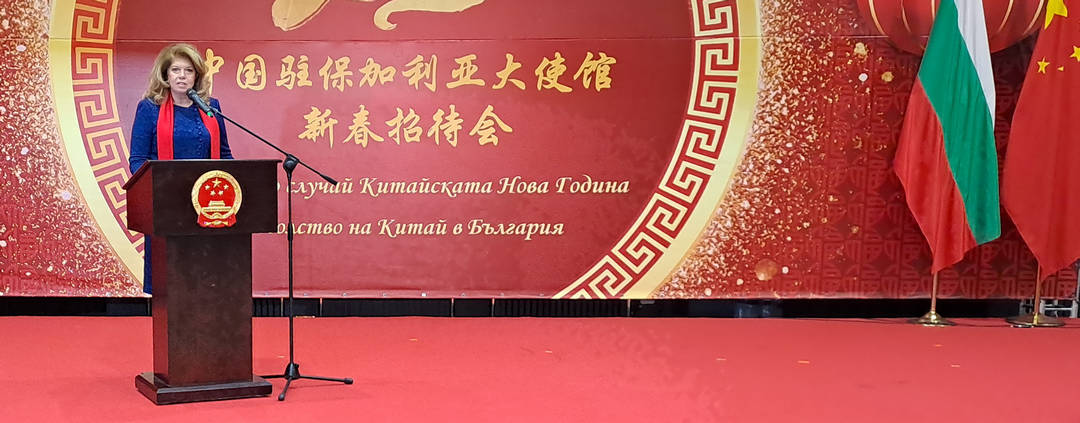 中国驻保加利亚大使馆
新春招待会
случай Китайската Нова Година
на Китай в България